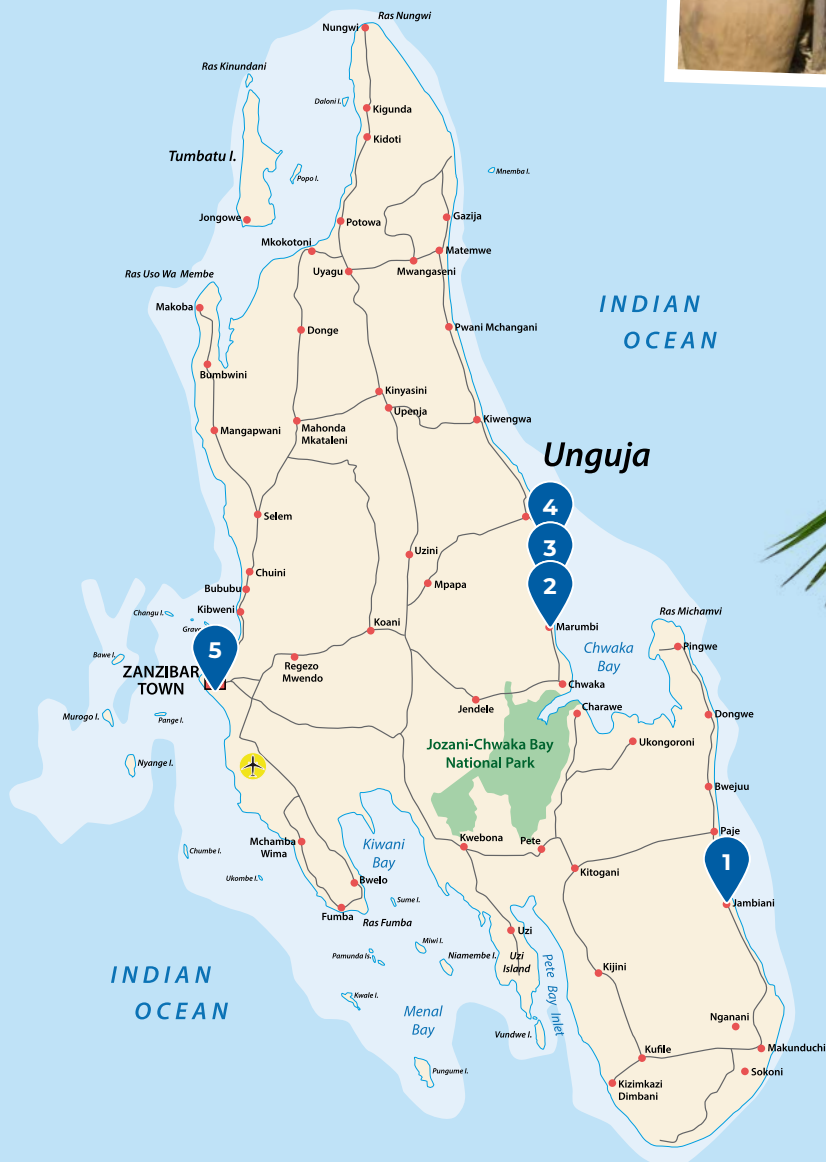 Ras Nungwi
Nungwi
Ras Kinundani
Daloni I.
Kigunda
Kidoti
Tumbatu I.
Popo I.
Mnemba I.
Jongowe
Potowa
Gazija
Mkokotoni
Matemwe
Uyagu
Mwangaseni
Ras Uso Wa Membe
Makoba
INDIAN
OCEAN
Donge
Pwani Mchangani
Bumbwini
Kinyasini
Upenja
Kiwengwa
Mangapwani
Mahonda
Mkataleni
Unguja
4
Selem
3
Uzini
2
Chuini
Mpapa
Bububu
Kibweni
Changu I.
Ras Michamvi
Marumbi
Koani
5
Chwaka
Bay
Pingwe
Bawe I.
ZANZIBAR
TOWN
Regezo
Mwendo
Chwaka
Jendele
Charawe
Dongwe
Murogo I.
Pange I.
Ukongoroni
Jozani-Chwaka Bay
National Park
Nyange I.
Bwejuu
Paje
Mchamba
Wima
Kiwani
Bay
Kwebona
Pete
Chumbe I.
1
Kitogani
Ukombe I.
Bwelo
Sume I.
Jambiani
Fumba
Ras Fumba
Uzi
Miwi I.
Pamunda Is.
Niamembe I.
Uzi
Island
Pete Bay Inlet
INDIAN
OCEAN
Kijini
Kwale I.
Menai
Bay
Nganani
Vundwe I.
Kufile
Makunduchi
Pungume I.
Kizimkazi
Dimbani
Sokoni